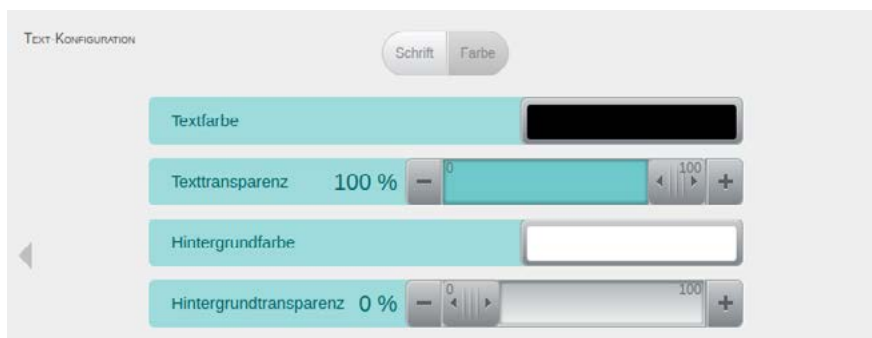 Text-Konfiguration
Schrift Farbe
Textfarbe
Texttransparenz 100 % − 0 100 +
Hintergrundfarbe
Hintergrundtransparenz 0 % − 0 100 +